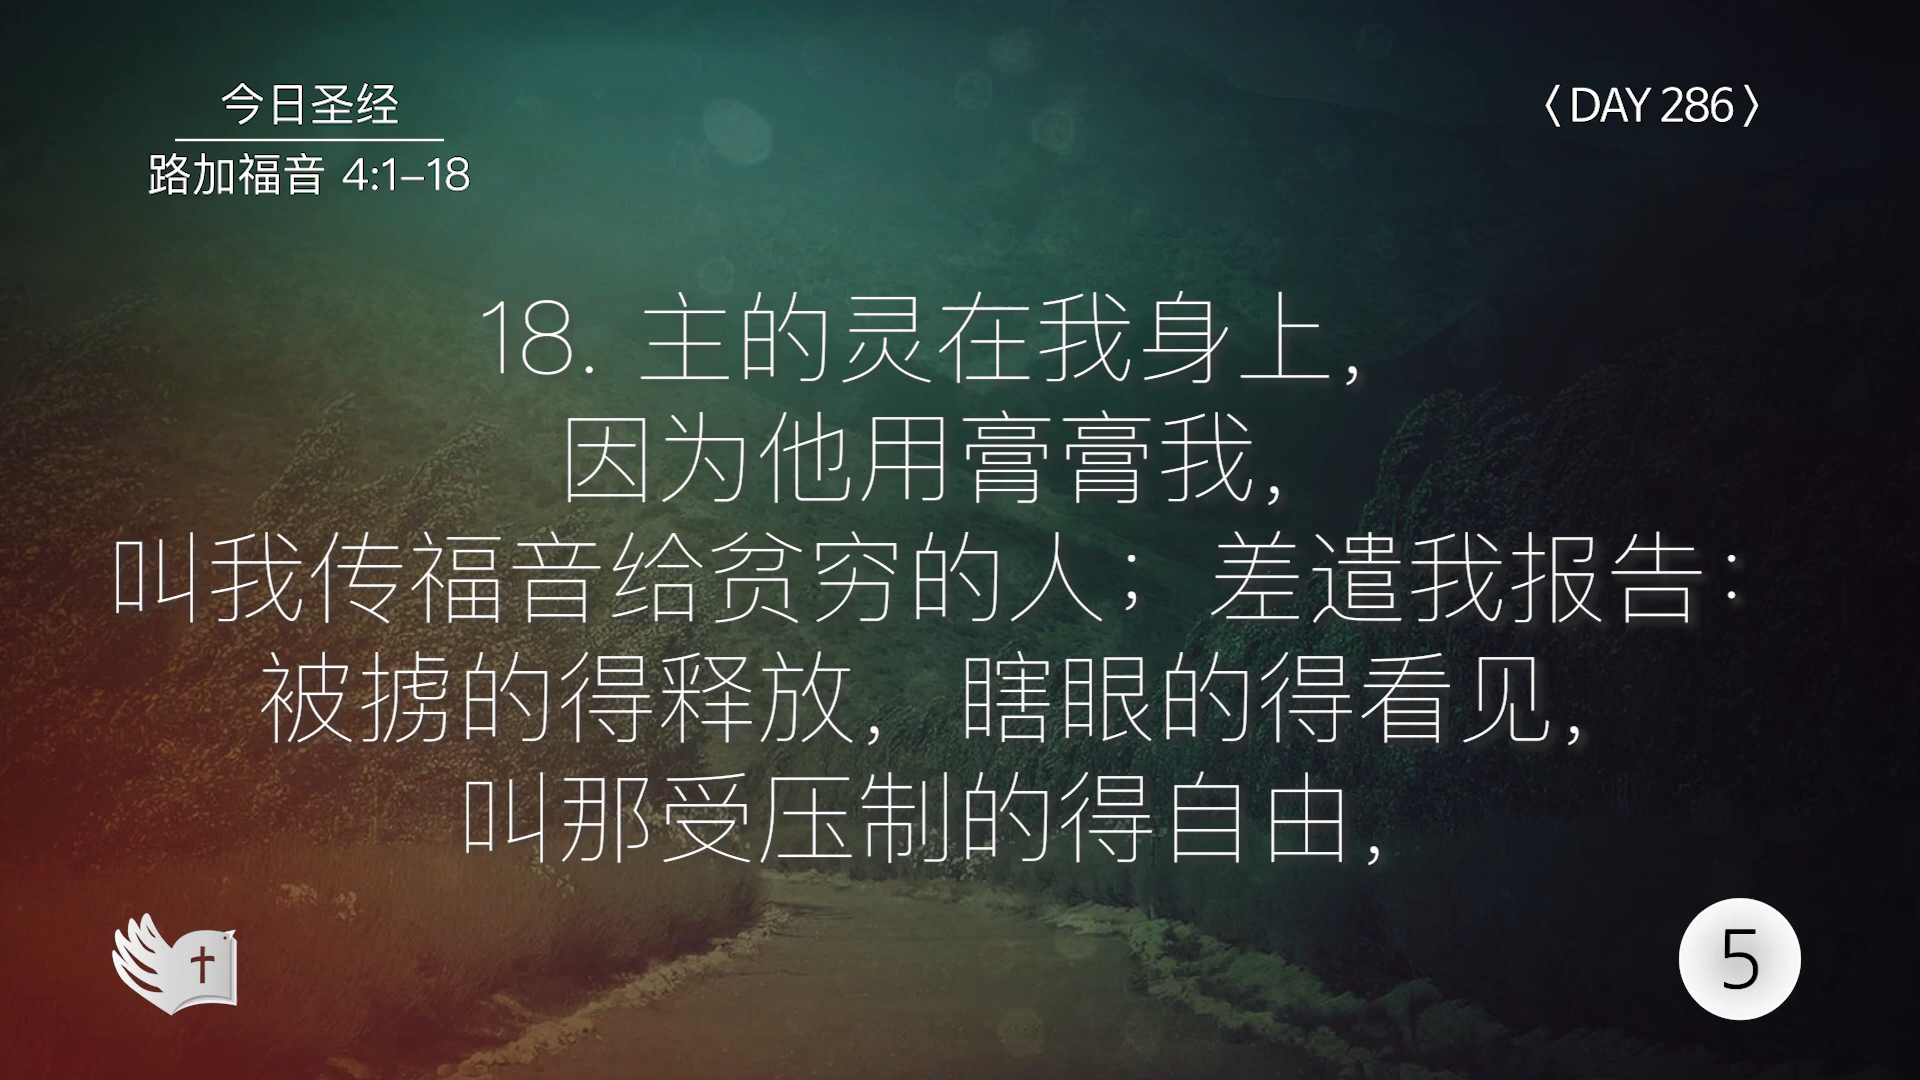 今日圣经
路加福音 4:1–18
〈DAY 286〉
18. 主的灵在我身上，
因为他用膏膏我，
叫我传福音给贫穷的人；差遣我报告：
被掳的得释放，瞎眼的得看见，
叫那受压制的得自由，
5